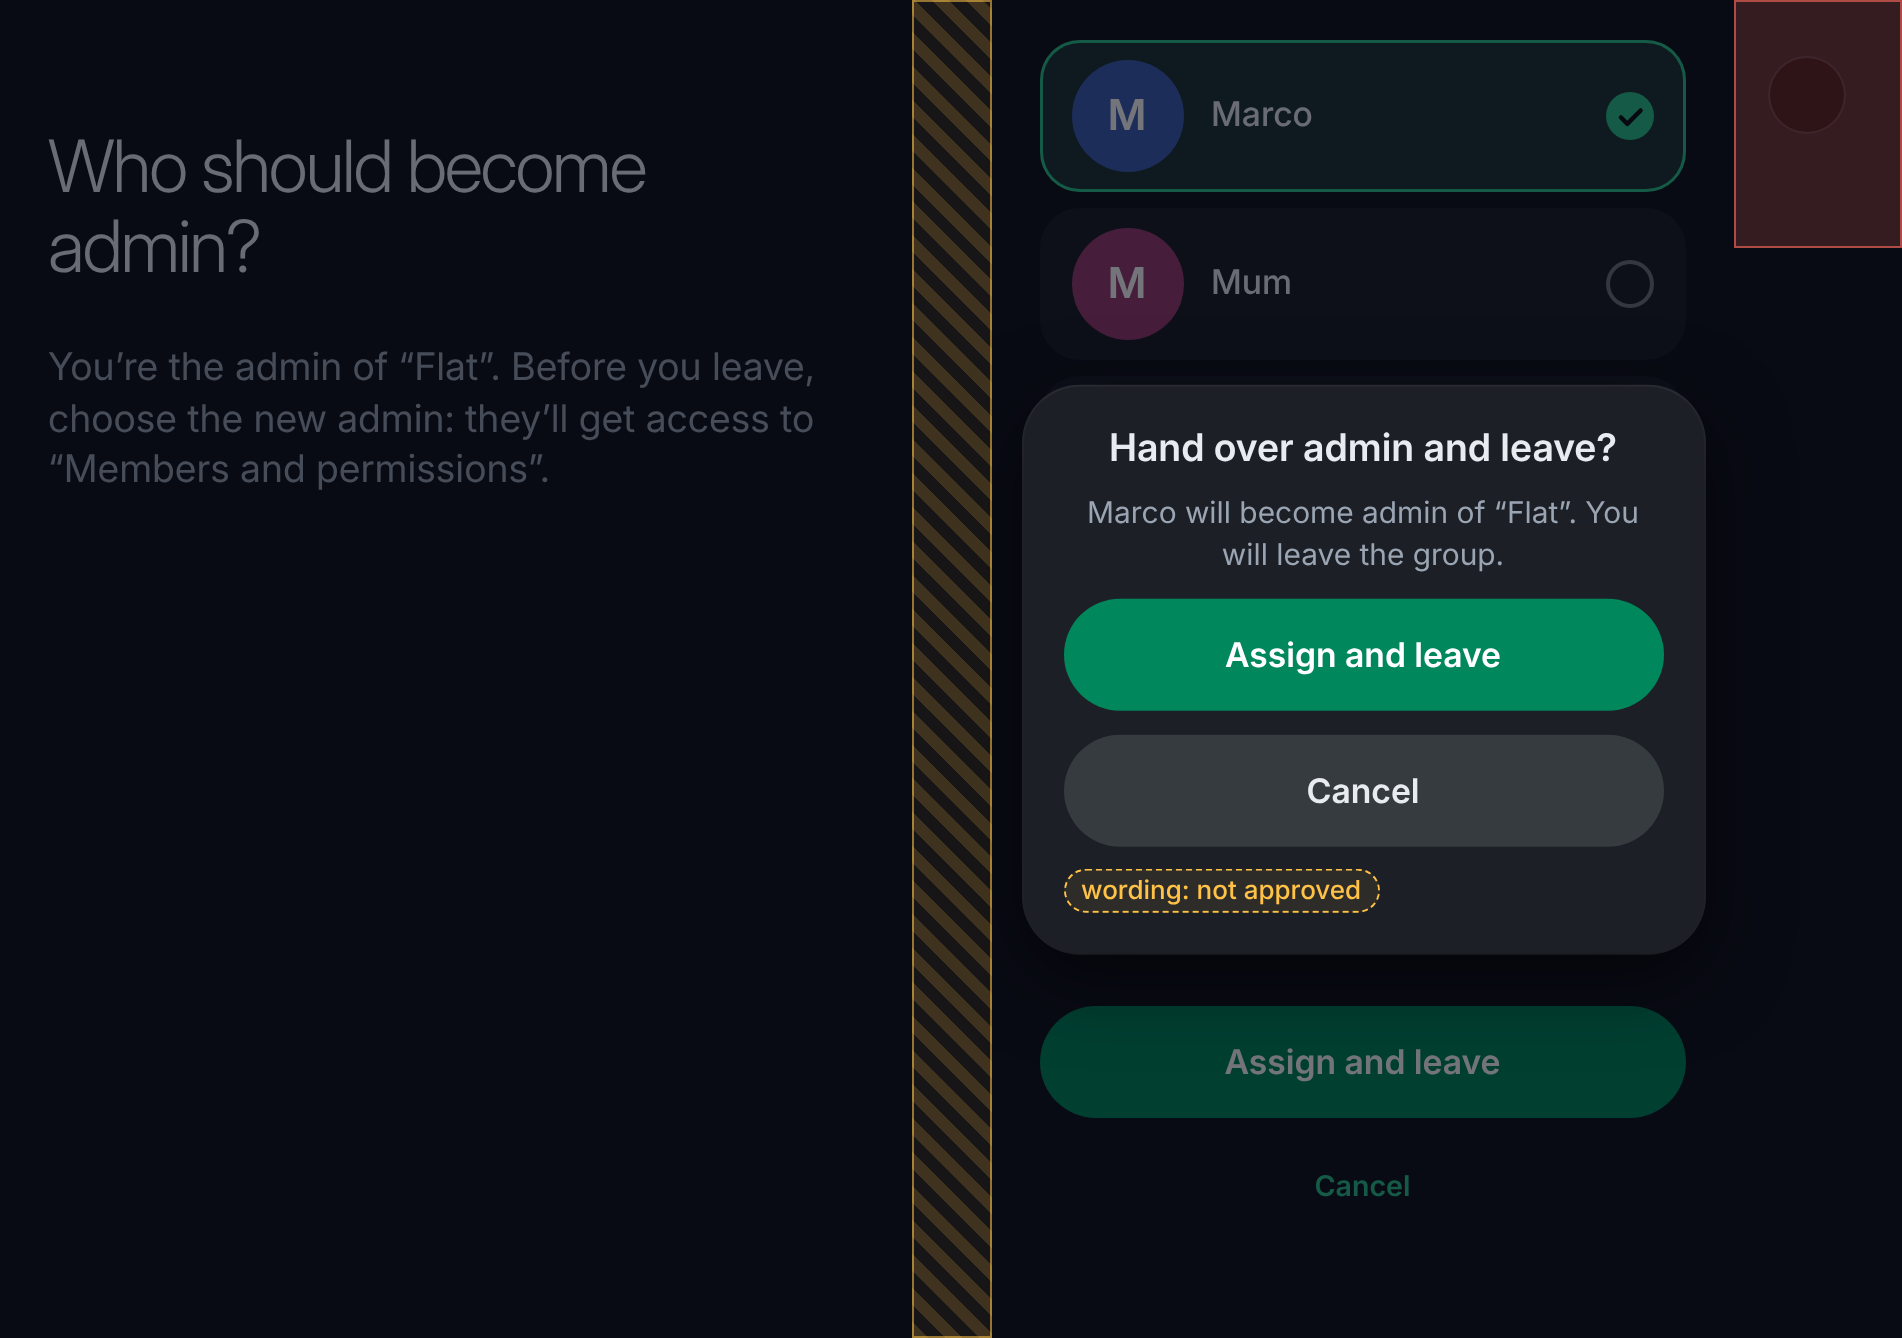 Who should become
admin?
You’re the admin of “Flat”. Before you leave,
choose the new admin: they’ll get access to
“Members and permissions”.
M
Marco
M
Mum
Hand over admin and leave?
Marco will become admin of “Flat”. You
will leave the group.
Assign and leave
Cancel
wording: not approved
Assign and leave
Cancel